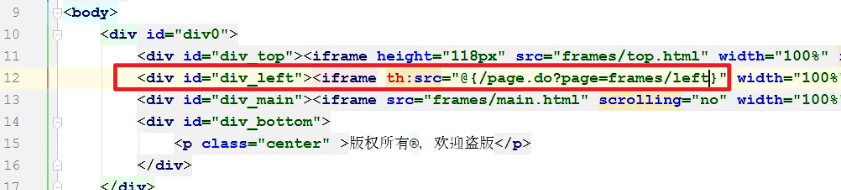 9 <body>
10 <div id="div0">
11 <div id="div_top"><iframe height="118px" src="frames/top.html" width="100%"
12 <div id="div_left"><iframe th:src="@{/page.do?page=frames/left}" width="100%
13 <div id="div_main"><iframe src="frames/main.html" scrolling="no" width="100%
14 <div id="div_bottom">
15 <p class="center" >版权所有®，欢迎盗版</p>
16 </div>
17 </div>